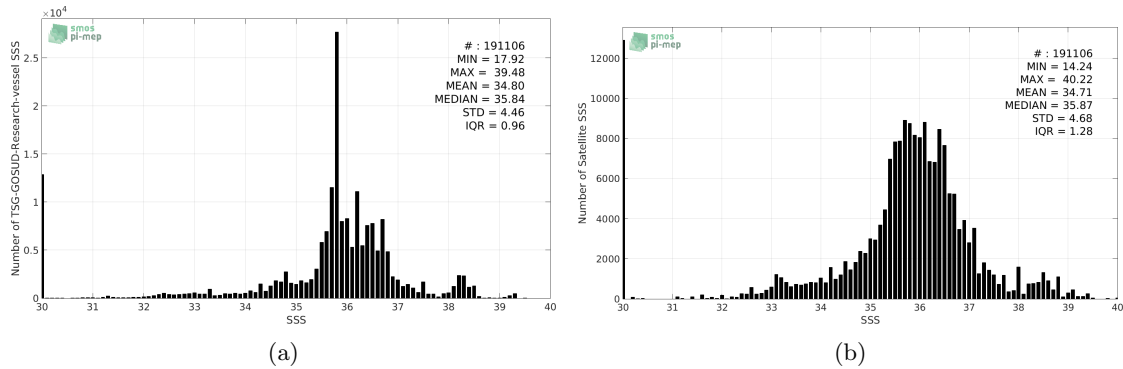 ×10⁴
smos
pi-mep
# : 191106
MIN = 17.92
MAX = 39.48
MEAN = 34.80
MEDIAN = 35.84
STD = 4.46
IQR = 0.96
Number of TSG-GOSUD-Research-vessel SSS
2.5
2
1.5
1
0.5
0
30 31 32 33 34 35 36 37 38 39 40
SSS
(a)
smos
pi-mep
# : 191106
MIN = 14.24
MAX = 40.22
MEAN = 34.71
MEDIAN = 35.87
STD = 4.68
IQR = 1.28
Number of Satellite SSS
12000
10000
8000
6000
4000
2000
0
30 31 32 33 34 35 36 37 38 39 40
SSS
(b)